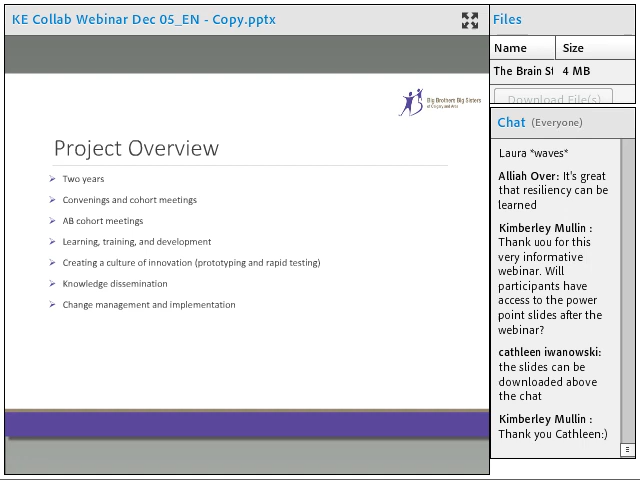 KE Collab Webinar Dec 05_EN - Copy.pptx
Big Brothers Big Sisters
Project Overview
Two years
Convenings and cohort meetings
AB cohort meetings
Learning, training, and development
Creating a culture of innovation (prototyping and rapid testing)
Knowledge dissemination
Change management and implementation
Files
Name Size
The Brain St 4 MB
Download File(s)
Chat (Everyone)
Laura *waves*
Alliah Over: It's great
that resiliency can be
learned
Kimberley Mullin :
Thank uou for this
very informative
webinar. Will
participants have
access to the power
point slides after the
webinar?
cathleen iwanowski:
the slides can be
downloaded above
the chat
Kimberley Mullin :
Thank you Cathleen:)